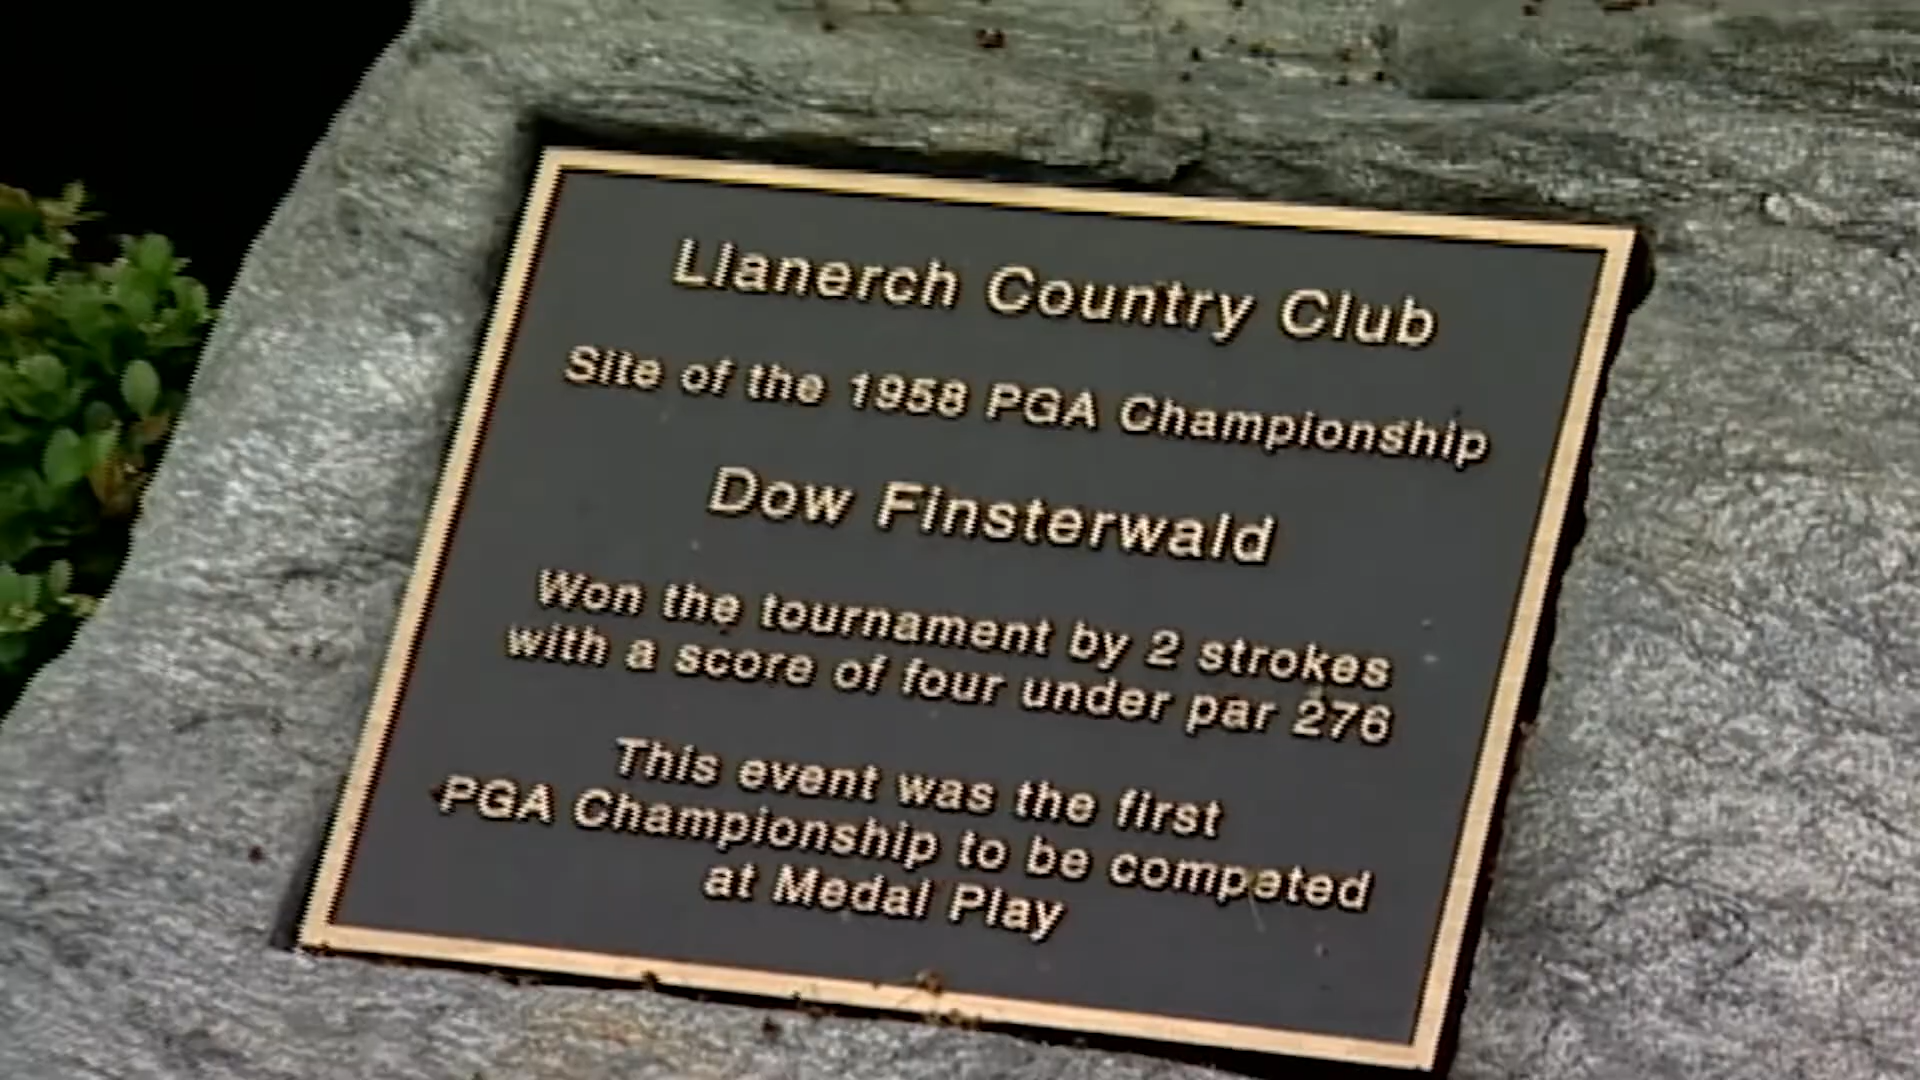 Llanerch Country Club
Site of the 1958 PGA Championship
Dow Finsterwald
Won the tournament by 2 strokes
with a score of four under par 276
This event was the first
PGA Championship to be competed
at Medal Play